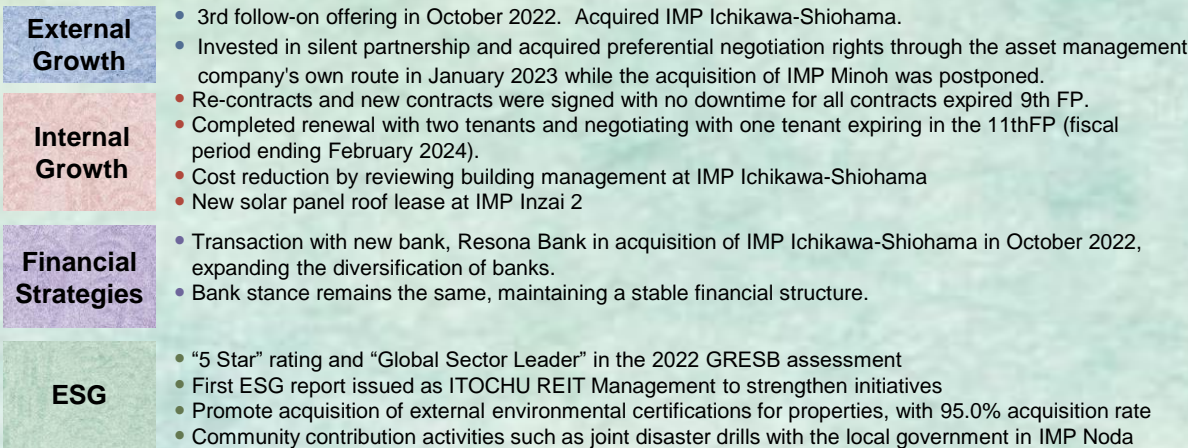 External
Growth
• 3rd follow-on offering in October 2022.  Acquired IMP Ichikawa-Shiohama.
• Invested in silent partnership and acquired preferential negotiation rights through the asset management
company's own route in January 2023 while the acquisition of IMP Minoh was postponed.
Internal
Growth
• Re-contracts and new contracts were signed with no downtime for all contracts expired 9th FP.
• Completed renewal with two tenants and negotiating with one tenant expiring in the 11thFP (fiscal
period ending February 2024).
• Cost reduction by reviewing building management at IMP Ichikawa-Shiohama
• New solar panel roof lease at IMP Inzai 2
Financial
Strategies
• Transaction with new bank, Resona Bank in acquisition of IMP Ichikawa-Shiohama in October 2022,
expanding the diversification of banks.
• Bank stance remains the same, maintaining a stable financial structure.
ESG
• “5 Star” rating and “Global Sector Leader” in the 2022 GRESB assessment
• First ESG report issued as ITOCHU REIT Management to strengthen initiatives
• Promote acquisition of external environmental certifications for properties, with 95.0% acquisition rate
• Community contribution activities such as joint disaster drills with the local government in IMP Noda